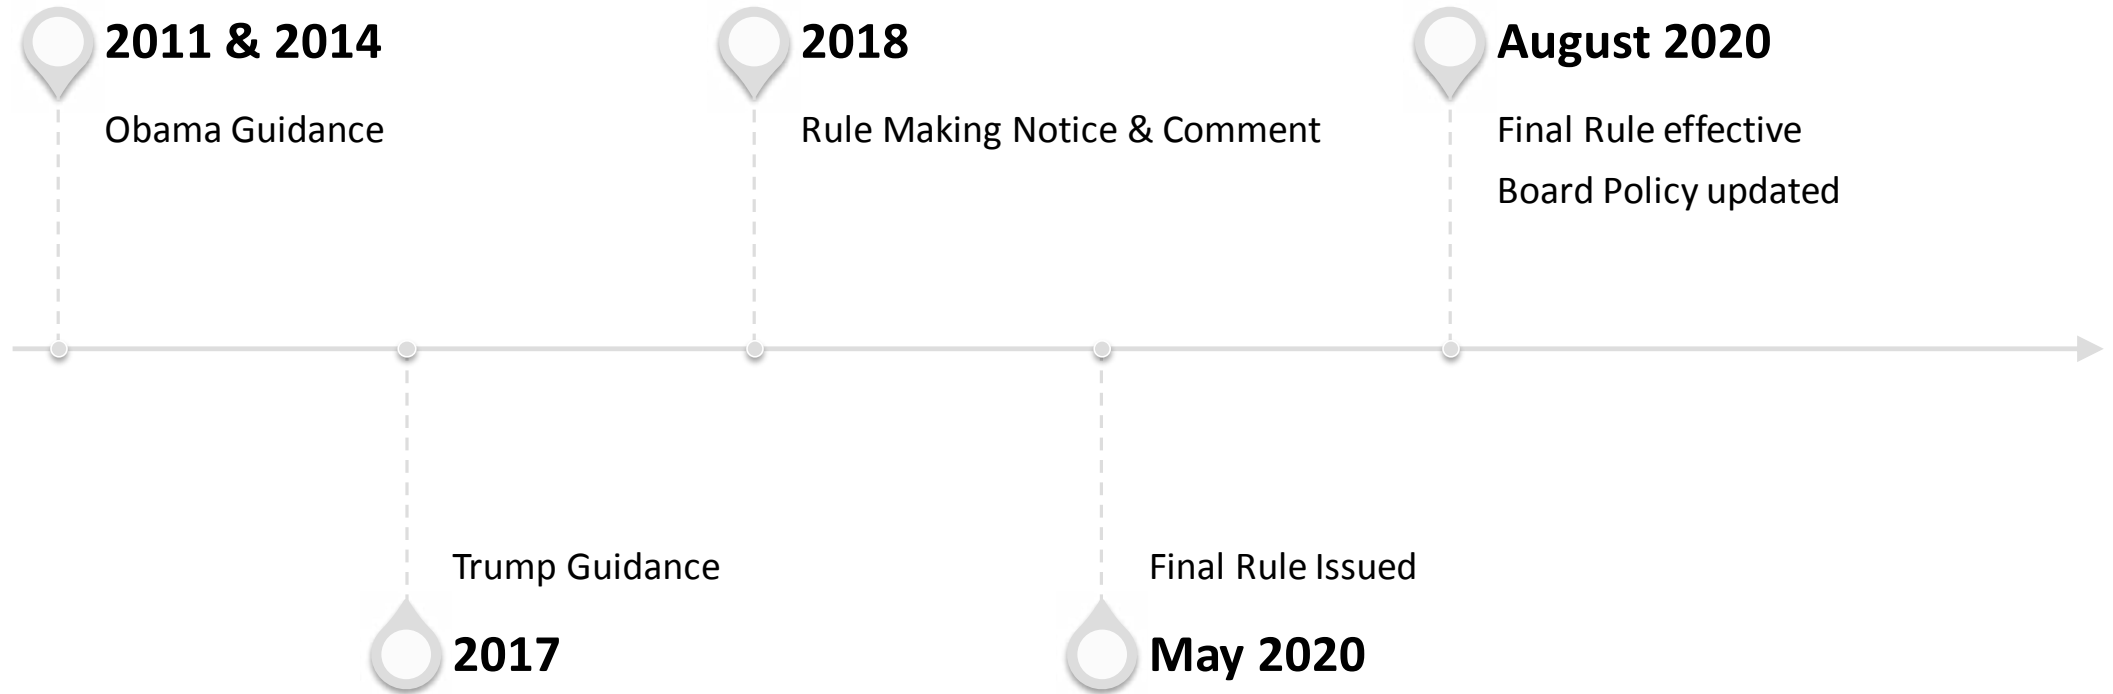 2011 & 2014
Obama Guidance
Trump Guidance
2017
2018
Rule Making Notice & Comment
Final Rule Issued
May 2020
August 2020
Final Rule effective
Board Policy updated